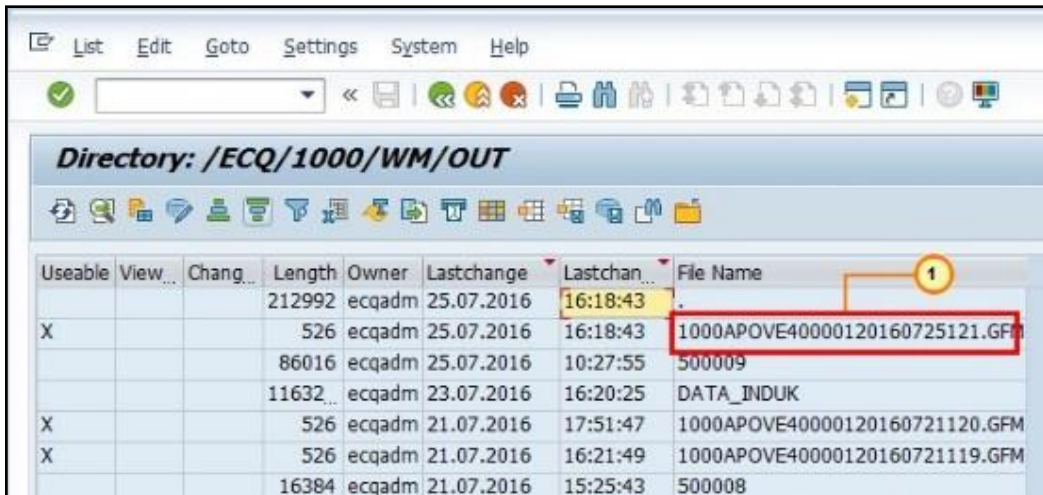 List Edit Goto Settings System Help
Directory: /ECQ/1000/WM/OUT
Useable View... Chang... Length Owner Lastchange Lastchan... File Name
212992 ecqadm 25.07.2016 16:18:43 .
1
X 526 ecqadm 25.07.2016 16:18:43 1000APOVE40000120160725121.GFM
86016 ecqadm 25.07.2016 10:27:55 500009
11632... ecqadm 23.07.2016 16:20:25 DATA_INDUK
X 526 ecqadm 21.07.2016 17:51:47 1000APOVE40000120160721120.GFM
X 526 ecqadm 21.07.2016 16:21:49 1000APOVE40000120160721119.GFM
16384 ecqadm 21.07.2016 15:25:43 500008